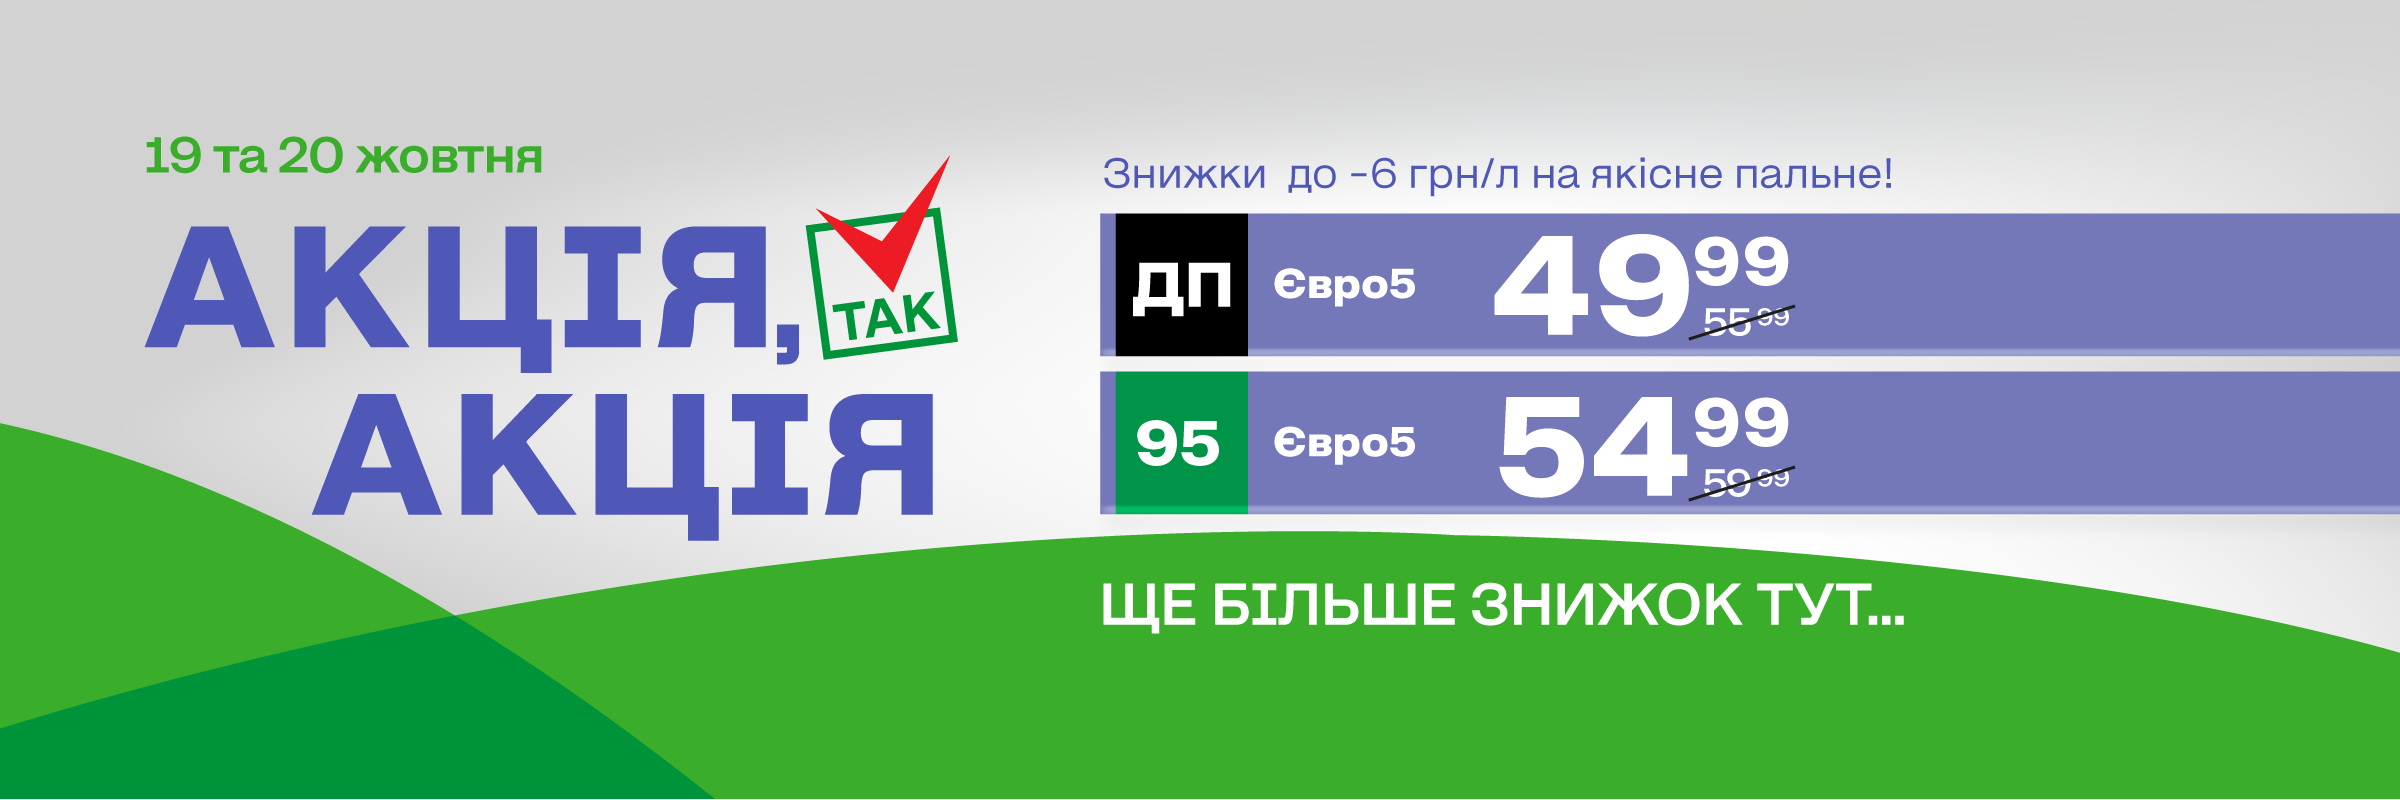 19 та 20 жовтня
АКЦІЯ,
ТАК
АКЦІЯ
Знижки до -6 грн/л на якісне пальне!
ДП Євро5 49 99
55 99
95 Євро5 54 99
59 99
ЩЕ БІЛЬШЕ ЗНИЖОК ТУТ...